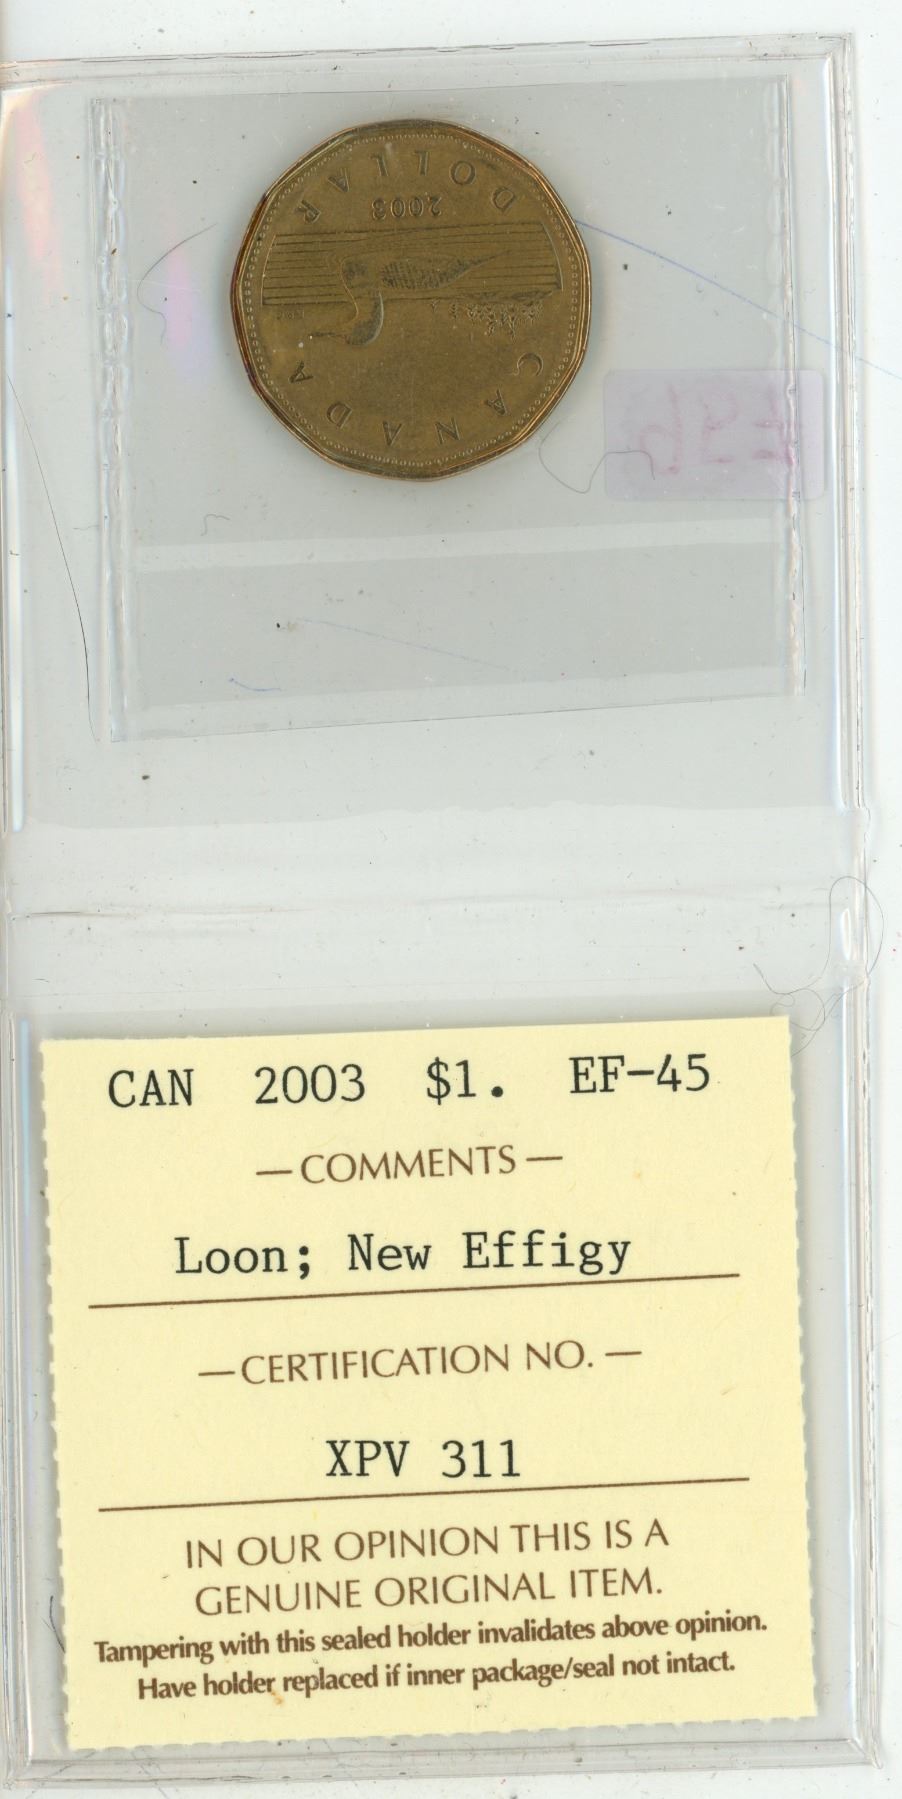 DOLLAR
2003
CANADA
CAN 2003 $1. EF-45
—COMMENTS—
Loon; New Effigy
—CERTIFICATION NO.—
XPV 311
IN OUR OPINION THIS IS A
GENUINE ORIGINAL ITEM.
Tampering with this sealed holder invalidates above opinion.
Have holder replaced if inner package/seal not intact.